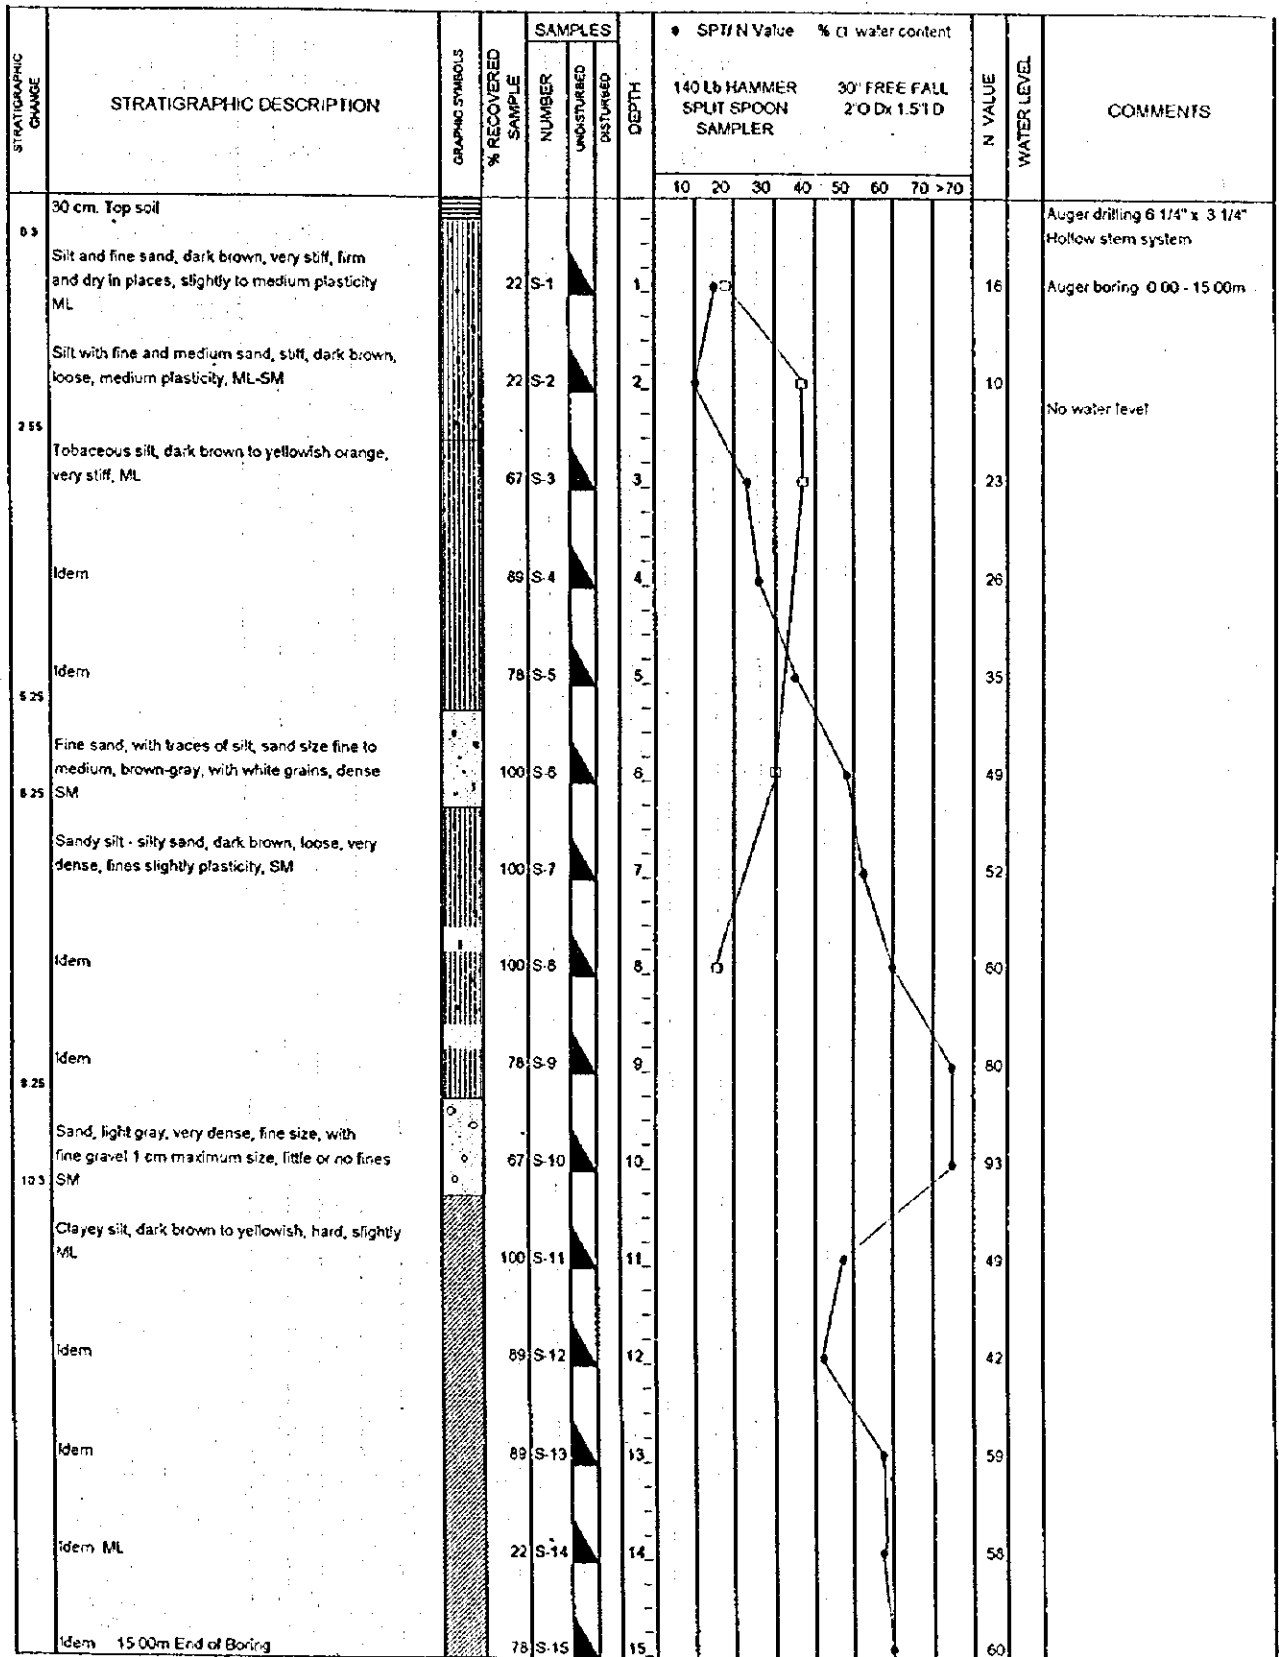 STRATIGRAPHIC CHANGE
STRATIGRAPHIC DESCRIPTION
GRAPHIC SYMBOLS
% RECOVERED SAMPLE
SAMPLES
NUMBER
UNDISTURBED
DISTURBED
DEPTH
SPT/ N Value % water content
140 Lb HAMMER 30" FREE FALL
SPLIT SPOON 2"O Dx 1.5"I D
SAMPLER
10 20 30 40 50 60 70 >70
N VALUE
WATER LEVEL
COMMENTS
30 cm. Top soil
Auger drilling 6 1/4" x 3 1/4"
0.3
Hollow stem system
Silt and fine sand, dark brown, very stiff, firm
and dry in places, slightly to medium plasticity 22 S-1 1 16 Auger boring 0.00 - 15.00m
ML
Silt with fine and medium sand, stiff, dark brown,
loose, medium plasticity, ML-SM 22 S-2 2 10
No water level
2.55
Tobaceous silt, dark brown to yellowish orange,
very stiff, ML 67 S-3 3 23
Idem 89 S-4 4 26
Idem 78 S-5 5 35
5.25
Fine sand, with traces of silt, sand size fine to
medium, brown-gray, with white grains, dense 100 S-6 6 49
6.25 SM
Sandy silt - silty sand, dark brown, loose, very
dense, fines slightly plasticity, SM 100 S-7 7 52
Idem 100 S-8 8 60
Idem 78 S-9 9 80
9.25
Sand, light gray, very dense, fine size, with
fine gravel 1 cm maximum size, little or no fines 67 S-10 10 93
10.3 SM
Clayey silt, dark brown to yellowish, hard, slightly
ML 100 S-11 11 49
Idem 89 S-12 12 42
Idem 89 S-13 13 59
Idem ML 22 S-14 14 58
Idem 15.00m End of Boring 78 S-15 15 60